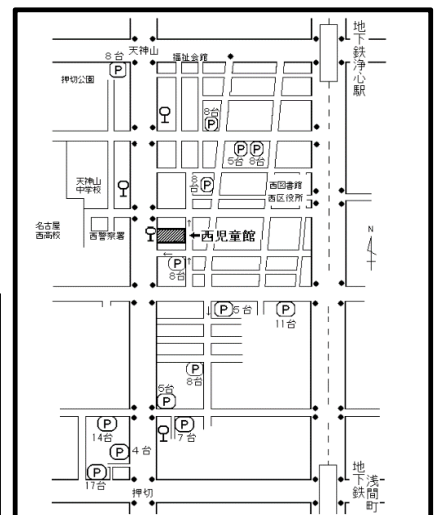 天神山
福祉会館
地下鉄浄心駅
8台
P
押切公園
8台
P
P P
5台 8台
天神山
中学校
8台
P
西図書館
西区役所
名古屋
西高校
西警察署
←西児童館
N
P
8台
P 5台
P
11台
P
8台
5台
P
P
14台
P
7台
P 4台
P
17台
押切
地下鉄
浅間町